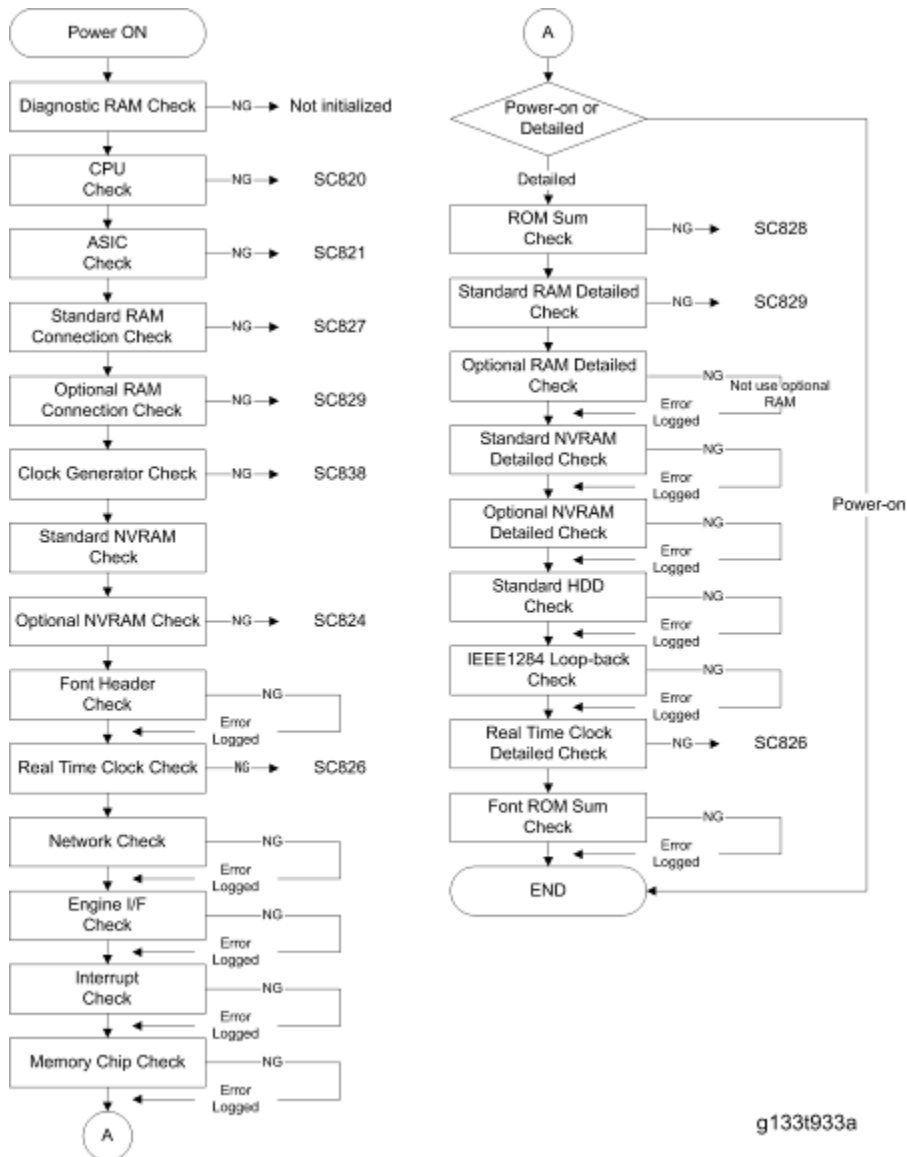 Power ON
Diagnostic RAM Check
NG
Not initialized
CPU
Check
NG
SC820
ASIC
Check
NG
SC821
Standard RAM
Connection Check
NG
SC827
Optional RAM
Connection Check
NG
SC829
Clock Generator Check
NG
SC838
Standard NVRAM
Check
Optional NVRAM Check
NG
SC824
Font Header
Check
NG
Error
Logged
Real Time Clock Check
NG
SC826
Network Check
NG
Error
Logged
Engine I/F
Check
NG
Error
Logged
Interrupt
Check
NG
Error
Logged
Memory Chip Check
NG
Error
Logged
A
A
Power-on or
Detailed
Detailed
ROM Sum
Check
NG
SC828
Standard RAM Detailed
Check
NG
SC829
Optional RAM Detailed
Check
NG
Not use optional
RAM
Error
Logged
Standard NVRAM
Detailed Check
NG
Error
Logged
Optional NVRAM
Detailed Check
NG
Error
Logged
Standard HDD
Check
NG
Error
Logged
IEEE1284 Loop-back
Check
NG
Error
Logged
Real Time Clock
Detailed Check
NG
SC826
Font ROM Sum
Check
NG
Error
Logged
END
Power-on
g133t933a